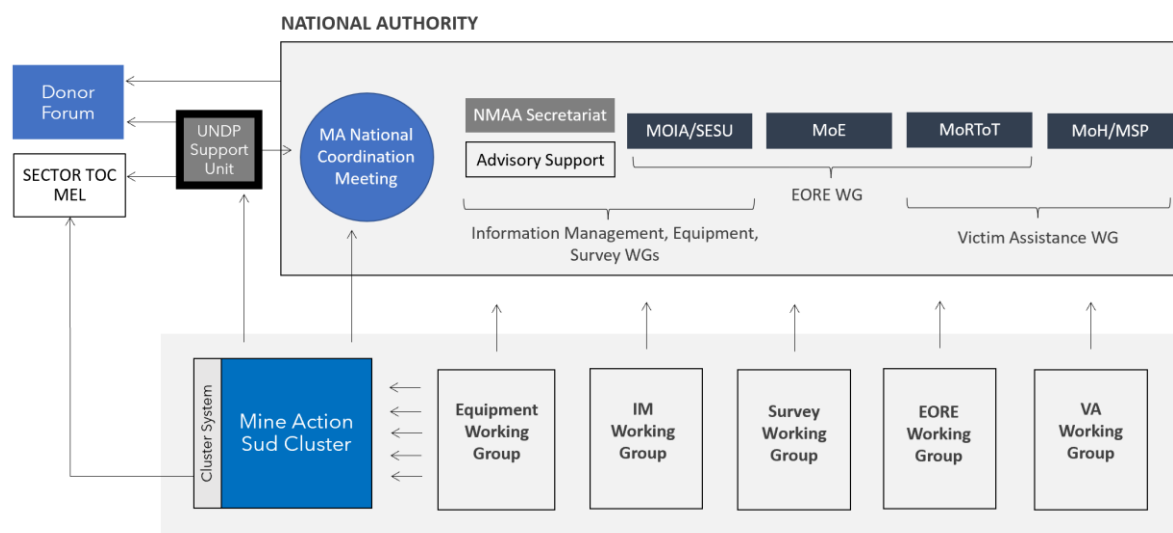 NATIONAL AUTHORITY
Donor
Forum
UNDP
Support
Unit
SECTOR TOC
MEL
MA National
Coordination
Meeting
NMAA Secretariat
Advisory Support
MOIA/SESU
MoE
MoRToT
MoH/MSP
EORE WG
Information Management, Equipment,
Survey WGs
Victim Assistance WG
Cluster System
Mine Action
Sud Cluster
Equipment
Working
Group
IM
Working
Group
Survey
Working
Group
EORE
Working
Group
VA
Working
Group